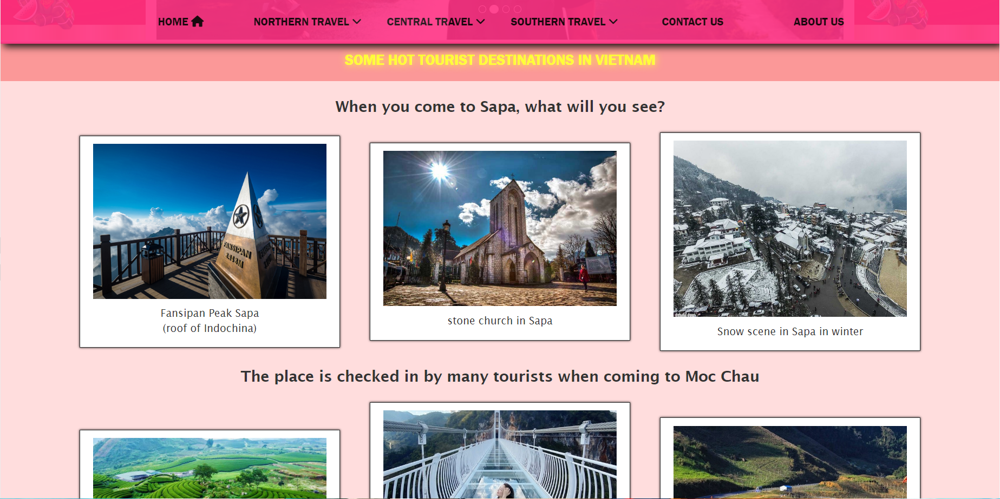 HOME
NORTHERN TRAVEL
CENTRAL TRAVEL
SOUTHERN TRAVEL
CONTACT US
ABOUT US
SOME HOT TOURIST DESTINATIONS IN VIETNAM
When you come to Sapa, what will you see?
FANSIPAN
Fansipan Peak Sapa
(roof of Indochina)
stone church in Sapa
Snow scene in Sapa in winter
The place is checked in by many tourists when coming to Moc Chau